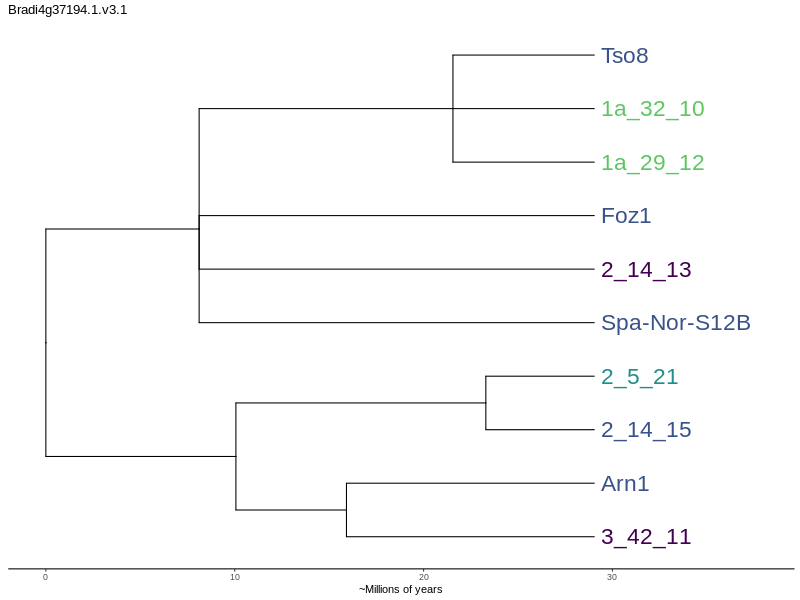 Bradi4g37194.1.v3.1
Tso8
1a_32_10
1a_29_12
Foz1
2_14_13
Spa-Nor-S12B
2_5_21
2_14_15
Arn1
3_42_11
0 10 20 30
~Millions of years